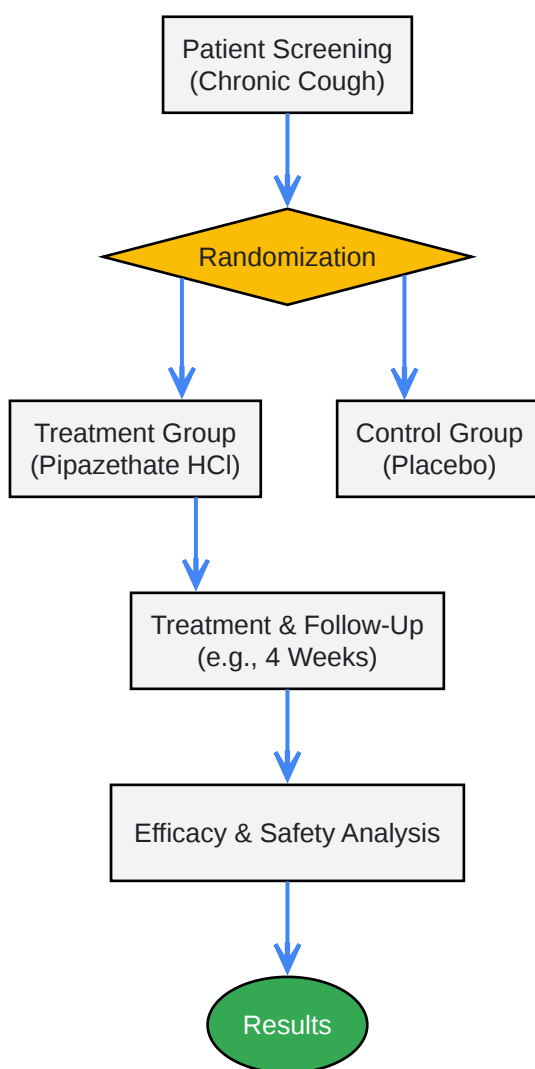 Patient Screening
(Chronic Cough)
Randomization
Treatment Group
(Pipazethate HCl)
Control Group
(Placebo)
Treatment & Follow-Up
(e.g., 4 Weeks)
Efficacy & Safety Analysis
Results